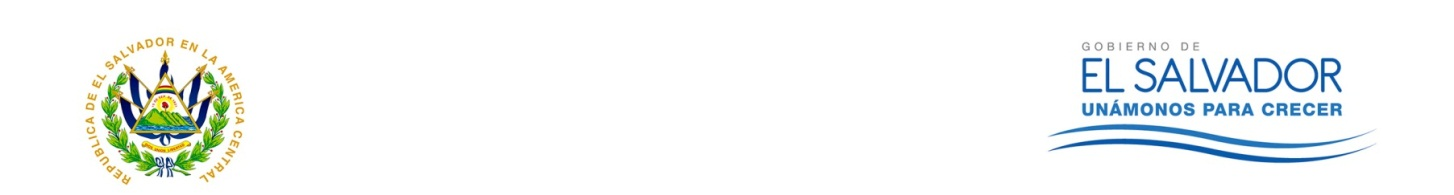 REPUBLICA DE EL SALVADOR EN LA AMERICA CENTRAL
GOBIERNO DE
EL SALVADOR
UNÁMONOS PARA CRECER